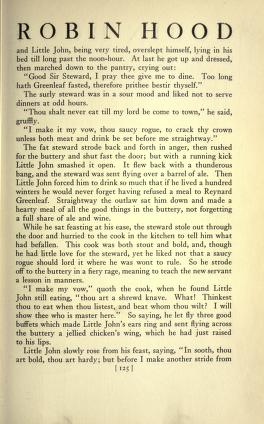 ROBIN HOOD
and Little John, being very tired, overslept himself, lying in his
bed till long past the noon-hour. At last he got up and dressed,
then marched down to the pantry, crying out:
"Good Sir Steward, I pray thee give me to dine. Too long
hath Greenleaf fasted, therefore prithee bestir thyself."
The surly steward was in a sour mood and liked not to serve
dinners at odd hours.
"Thou shalt never eat till my lord be come to town," he said,
gruffly.
"I make it my vow, thou saucy rogue, to crack thy crown
unless both meat and drink be set before me straightway."
The fat steward strode back and forth in anger, then rushed
for the buttery and shut fast the door; but with a running kick
Little John smashed it open. It flew back with a thunderous
bang, and the steward was sent flying over a barrel of ale. Then
Little John forced him to drink so much that if he lived a hundred
winters he would never forget having refused a meal to Reynard
Greenleaf. Straightway the outlaw sat him down and made a
hearty meal of all the good things in the buttery, not forgetting
a full share of ale and wine.
While he sat feasting at his ease, the steward stole out through
the door and hurried to the cook in the kitchen to tell him what
had befallen. This cook was both stout and bold, and, though
he had little love for the steward, yet he liked not that a saucy
rogue should lord it where he was wont to rule. So he strode
off to the buttery in a fiery rage, meaning to teach the new servant
a lesson in manners.
"I make my vow," quoth the cook, when he found Little
John still eating, "thou art a shrewd knave. What! Thinkest
thou to eat when thou listest, and beat whom thou wilt? I will
show thee who is master here." So saying, he let fly three good
buffets which made Little John's ears ring and sent flying across
the buttery a jellied chicken's wing, which he had just raised
to his lips.
Little John slowly rose from his feast, saying, "In sooth, thou
art bold, thou art hardy; but before I make another stride from
[125]